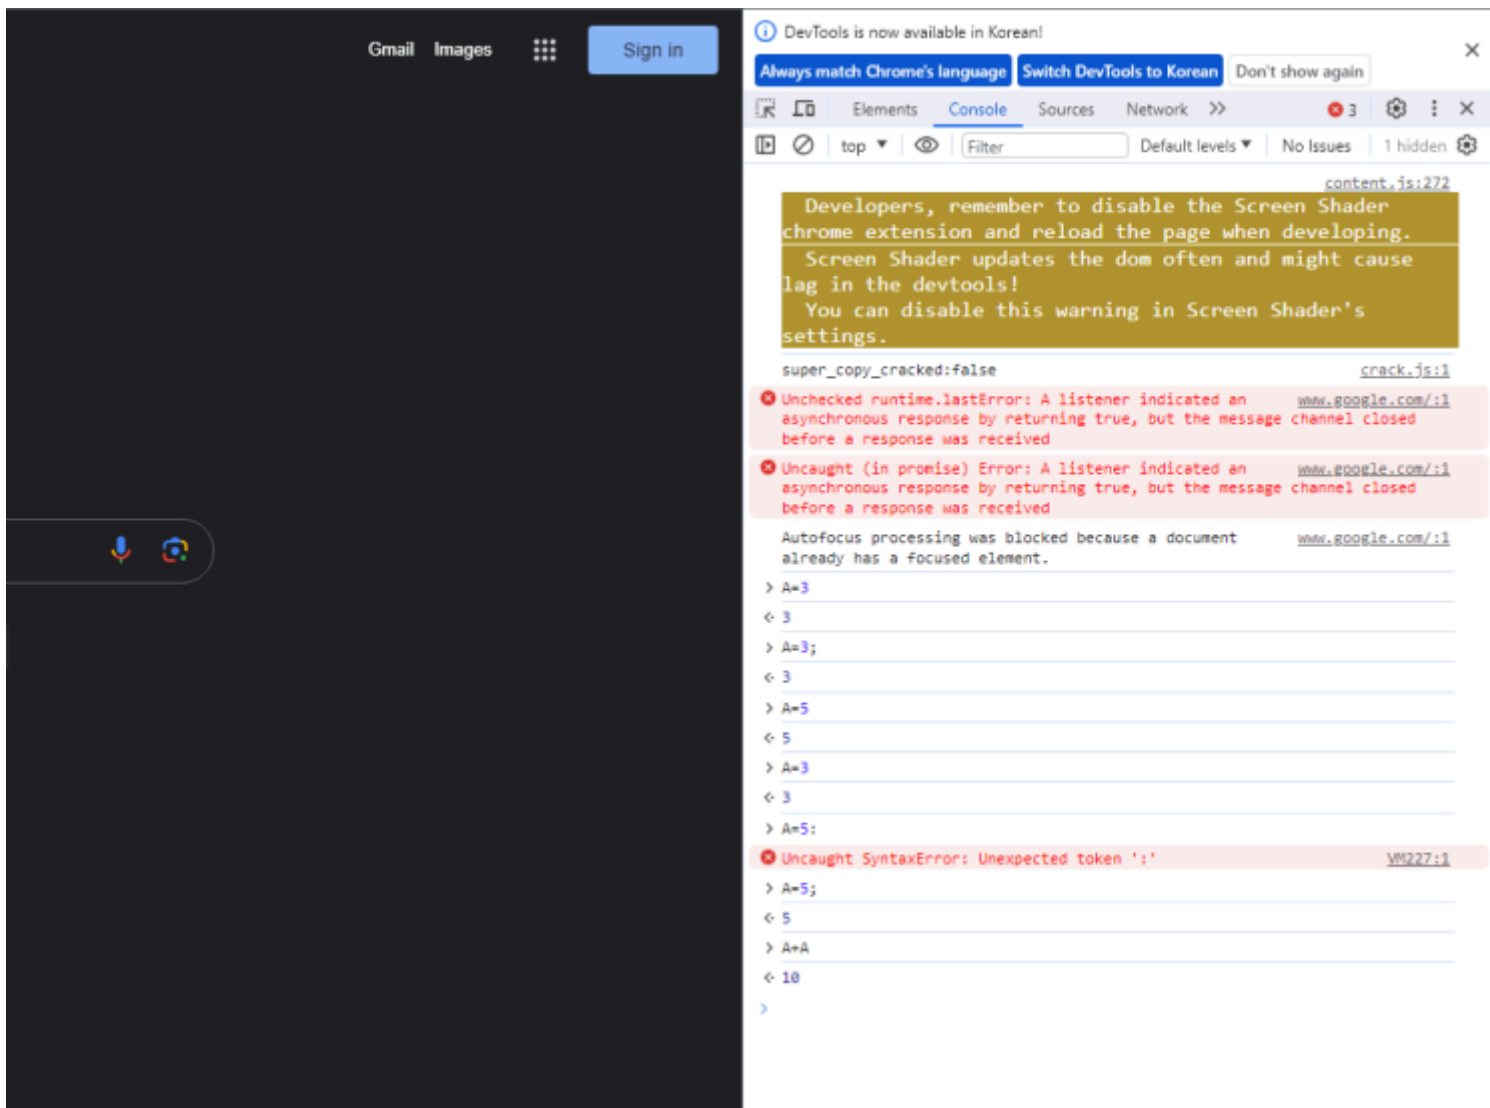 Gmail Images Sign in
DevTools is now available in Korean!
Always match Chrome's language Switch DevTools to Korean Don't show again
Elements Console Sources Network 3
top Filter Default levels No Issues 1 hidden
content.js:272
Developers, remember to disable the Screen Shader
chrome extension and reload the page when developing.
Screen Shader updates the dom often and might cause
lag in the devtools!
You can disable this warning in Screen Shader's
settings.
super_copy_cracked:false crack.js:1
Unchecked runtime.lastError: A listener indicated an www.google.com/:1
asynchronous response by returning true, but the message channel closed
before a response was received
Uncaught (in promise) Error: A listener indicated an www.google.com/:1
asynchronous response by returning true, but the message channel closed
before a response was received
Autofocus processing was blocked because a document www.google.com/:1
already has a focused element.
> A=3
3
> A=3;
3
> A=5
5
> A=3
3
> A=5:
Uncaught SyntaxError: Unexpected token ':' VM227:1
> A=5;
5
> A+A
10
>